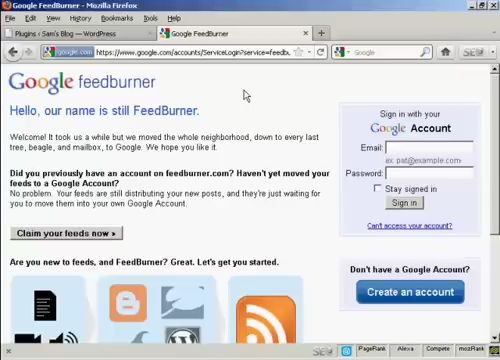 Google FeedBurner - Mozilla Firefox
File Edit View History Bookmarks Tools Help
Plugins ‹ Sam's Blog — WordPress
Google FeedBurner
google.com https://www.google.com/accounts/ServiceLogin?service=feedb
Google
Google feedburner
Hello, our name is still FeedBurner.
Welcome! It took us a while but we moved the whole neighborhood, down to every last
tree, beagle, and mailbox, to Google. We hope you like it.
Did you previously have an account on feedburner.com? Haven't yet moved your
feeds to a Google Account?
No problem. Your feeds are still distributing your new posts, and they're just waiting for
you to move them into your own Google Account.
Claim your feeds now »
Are you new to feeds, and FeedBurner? Great. Let's get you started.
Sign in with your
Google Account
Email:
ex: pat@example.com
Password:
Stay signed in
Sign in
Can't access your account?
Don't have a Google Account?
Create an account
PageRank Alexa Compete mozRank